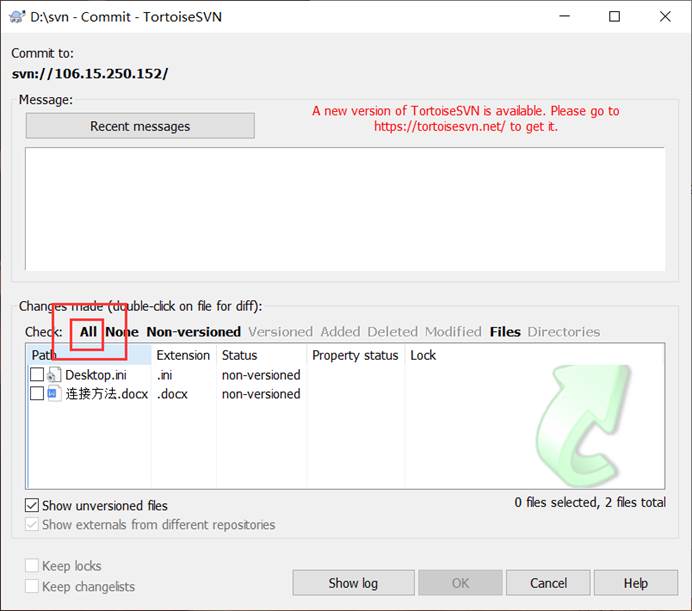 D:\svn - Commit - TortoiseSVN
Commit to:
svn://106.15.250.152/
Message:
Recent messages
A new version of TortoiseSVN is available. Please go to
https://tortoisesvn.net/ to get it.
Changes made (double-click on file for diff):
Check: All None Non-versioned Versioned Added Deleted Modified Files Directories
Path Extension Status Property status Lock
Desktop.ini .ini non-versioned
连接方法.docx .docx non-versioned
Show unversioned files
0 files selected, 2 files total
Show externals from different repositories
Keep locks
Keep changelists
Show log OK Cancel Help